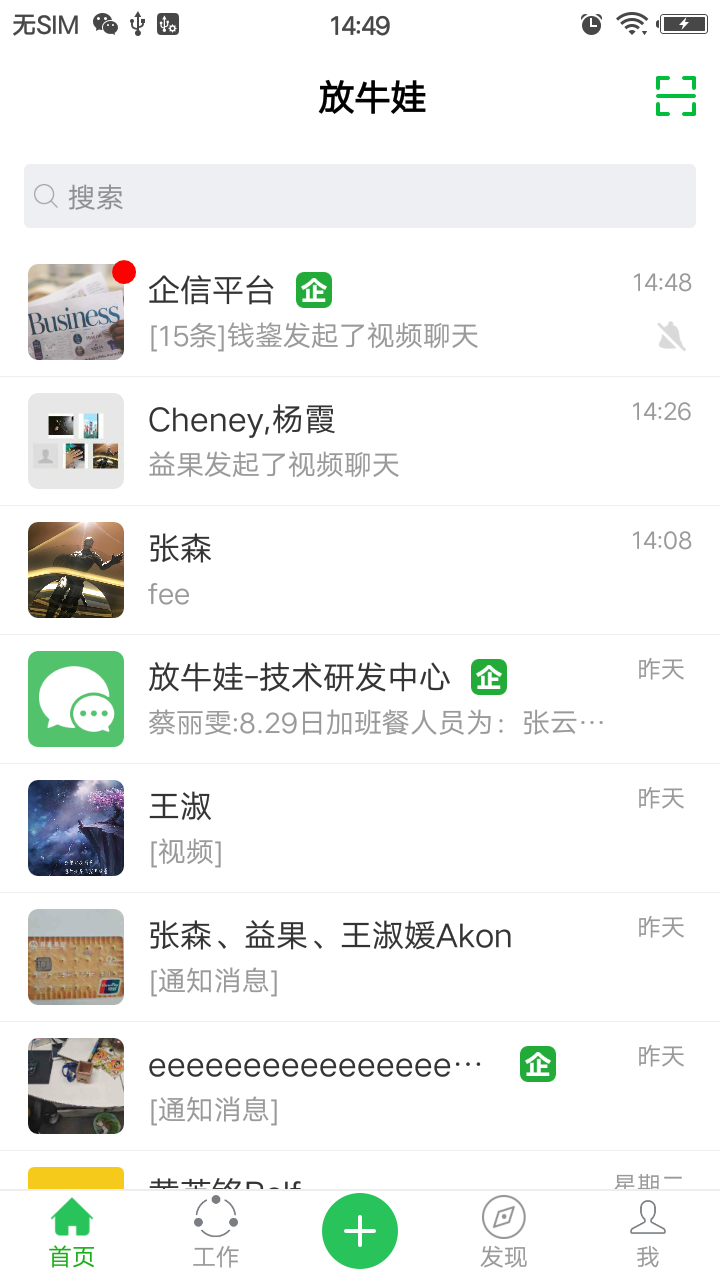 无SIM 14:49
放牛娃
搜索
企信平台 企 14:48
[15条]钱鋆发起了视频聊天
Business
Cheney,杨霞 14:26
益果发起了视频聊天
张森 14:08
fee
放牛娃-技术研发中心 企 昨天
蔡丽雯:8.29日加班餐人员为：张云…
王淑 昨天
[视频]
张森、益果、王淑媛Akon 昨天
[通知消息]
eeeeeeeeeeeeeeee… 企 昨天
[通知消息]
首页 工作 发现 我